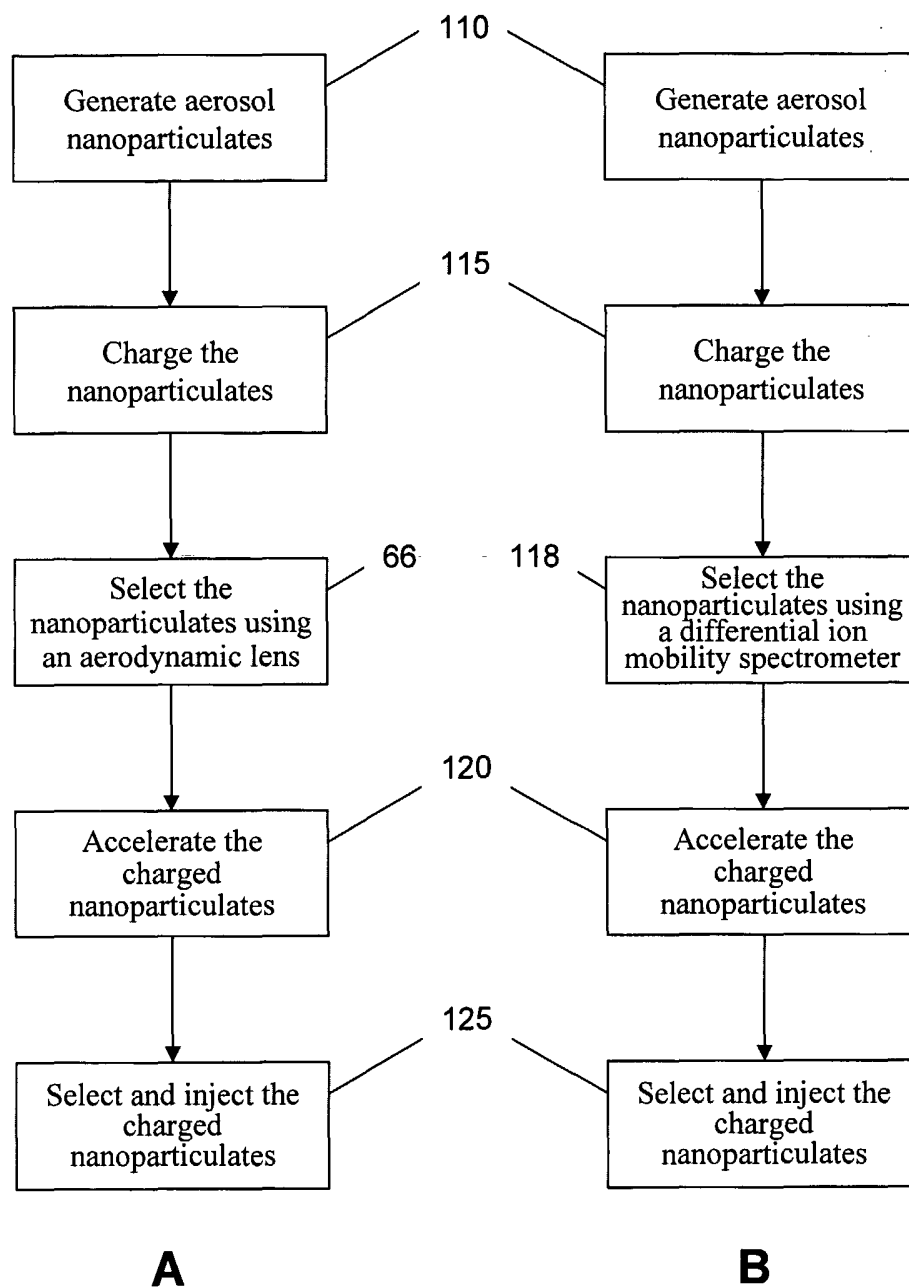 110
Generate aerosol
nanoparticulates
Generate aerosol
nanoparticulates
115
Charge the
nanoparticulates
Charge the
nanoparticulates
66
118
Select the
nanoparticulates using
an aerodynamic lens
Select the
nanoparticulates using
a differential ion
mobility spectrometer
120
Accelerate the
charged
nanoparticulates
Accelerate the
charged
nanoparticulates
125
Select and inject the
charged
nanoparticulates
Select and inject the
charged
nanoparticulates
A
B